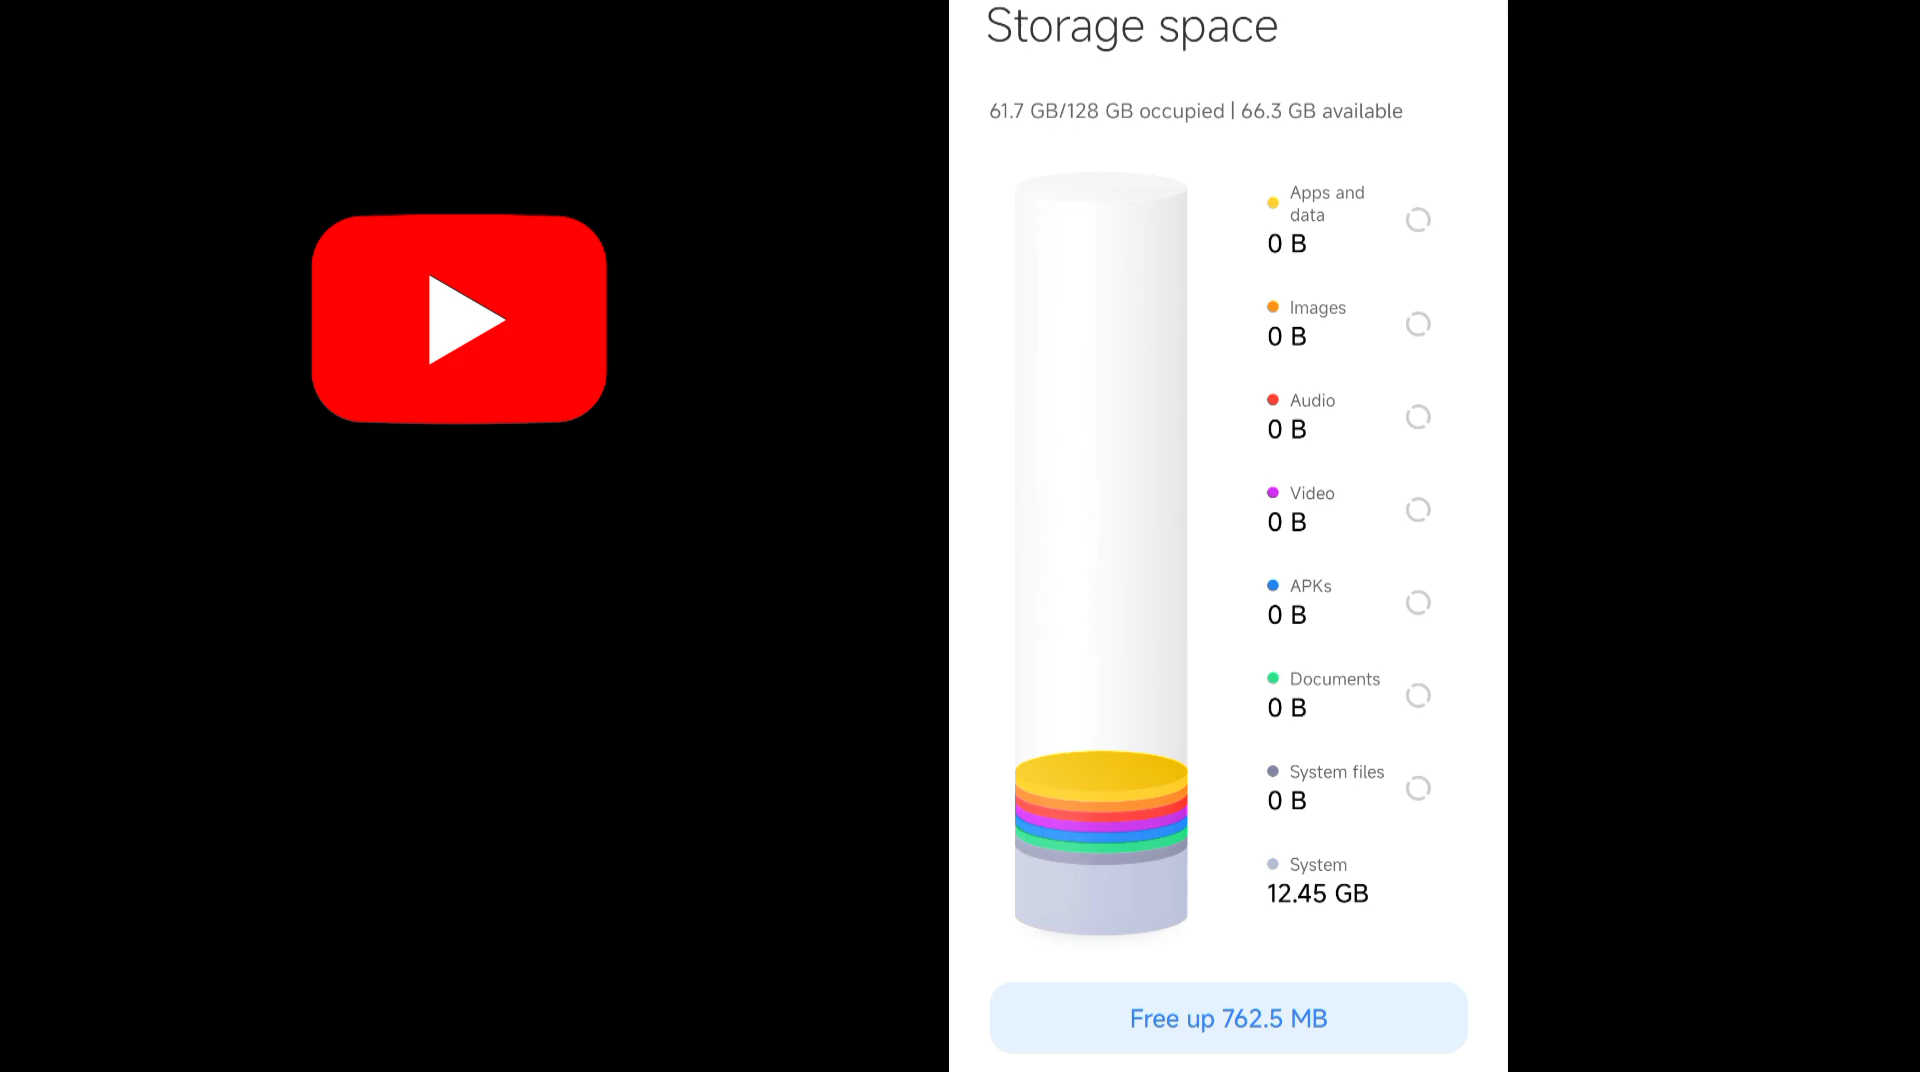 Storage space
61.7 GB/128 GB occupied | 66.3 GB available
Apps and
data
0 B
Images
0 B
Audio
0 B
Video
0 B
APKs
0 B
Documents
0 B
System files
0 B
System
12.45 GB
Free up 762.5 MB